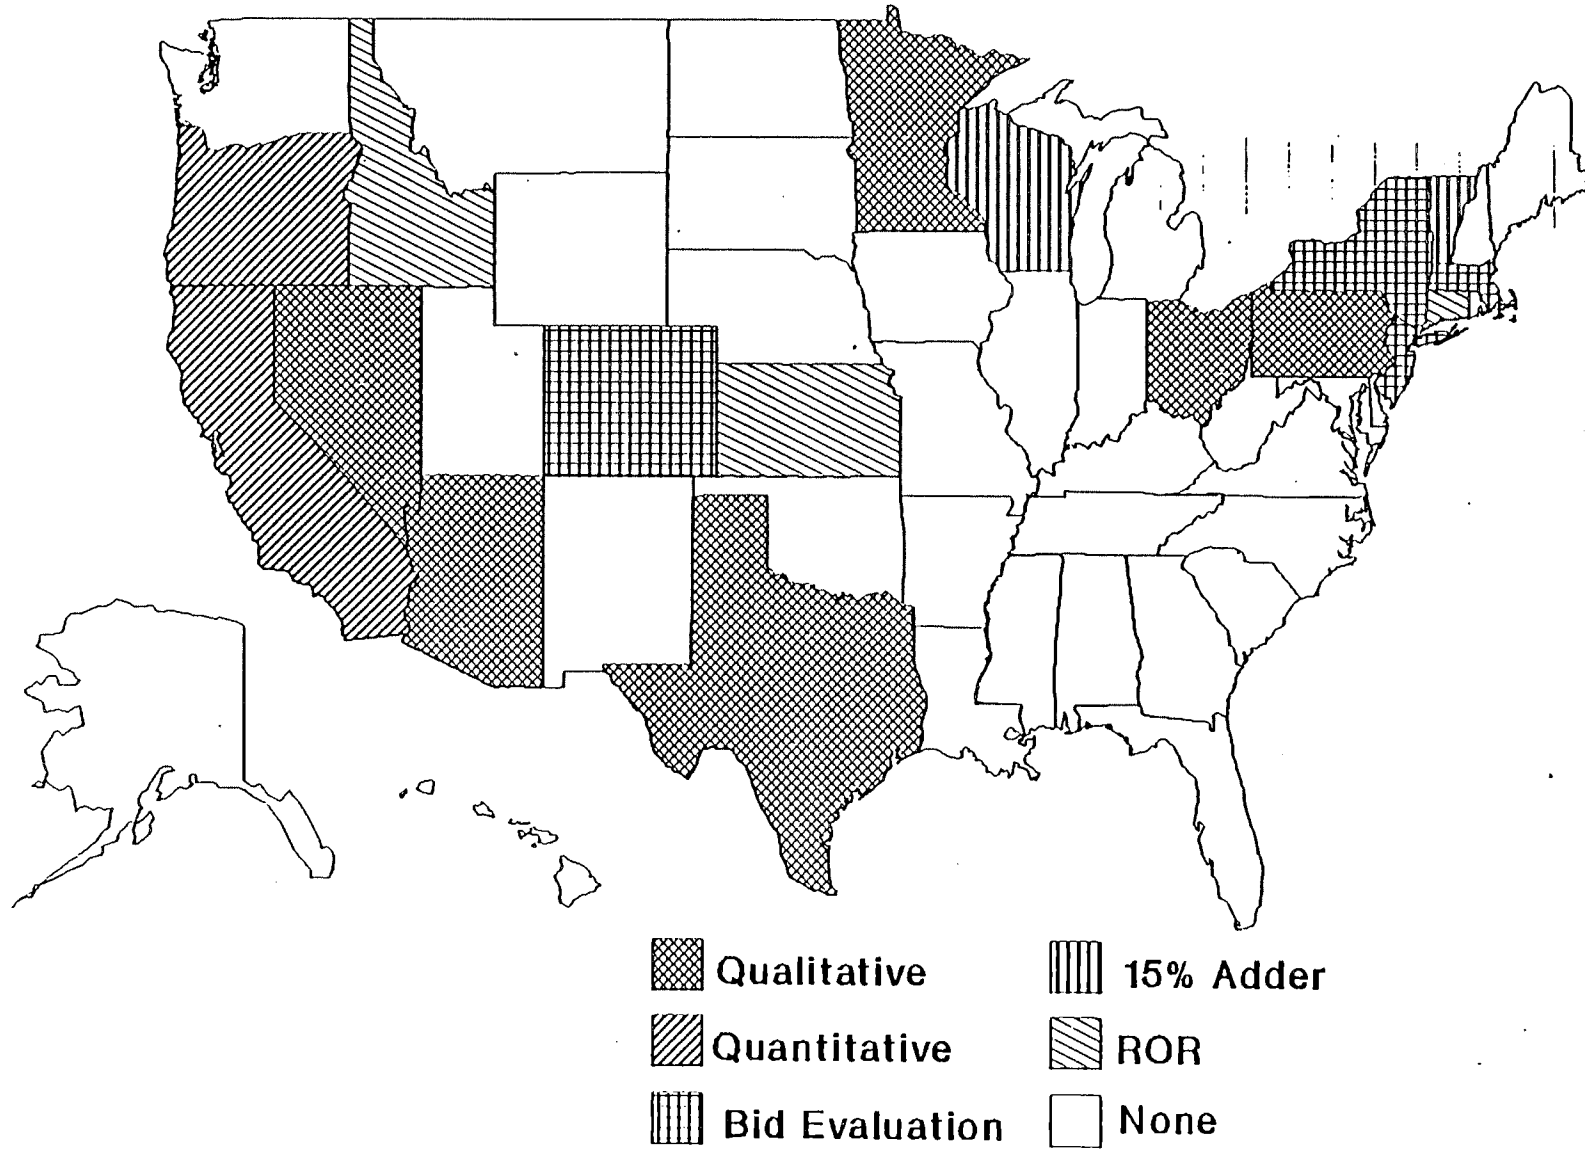 Qualitative
Quantitative
Bid Evaluation
15% Adder
ROR
None